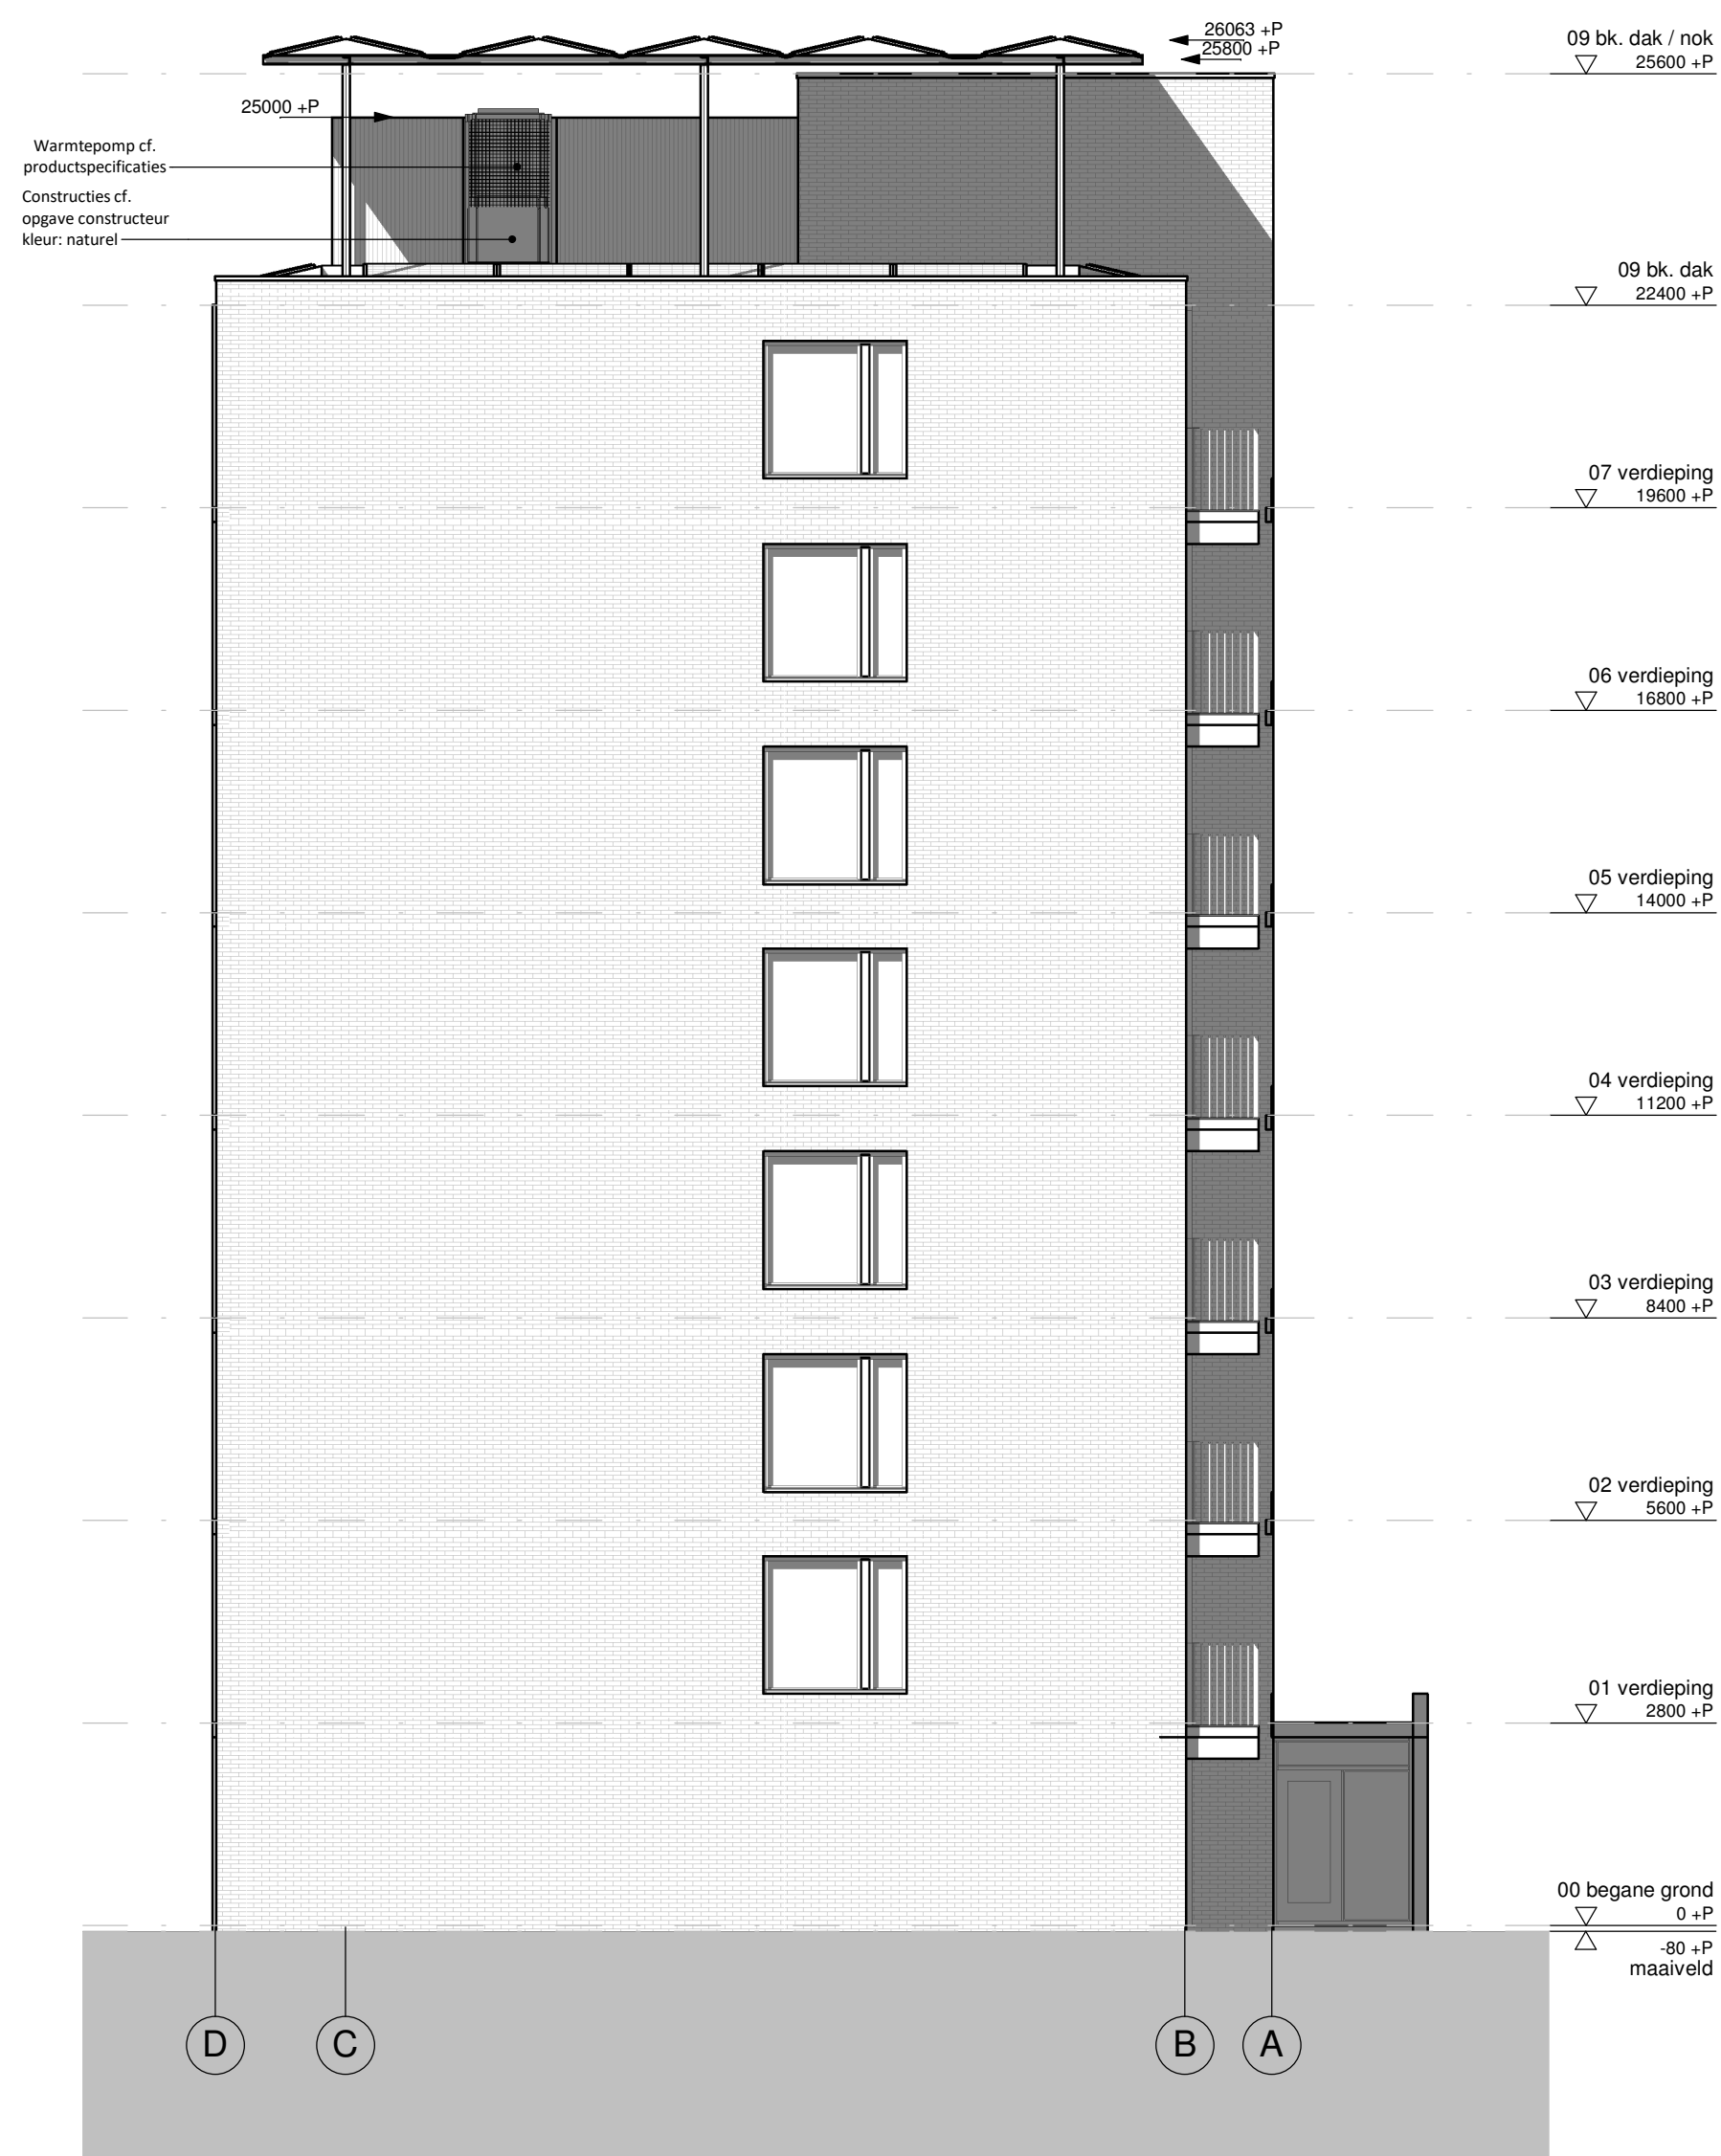 26063 +P
25800 +P
09 bk. dak / nok
25600 +P
25000 +P
Warmtepomp cf.
productspecificaties
Constructies cf.
opgave constructeur
kleur: naturel
09 bk. dak
22400 +P
07 verdieping
19600 +P
06 verdieping
16800 +P
05 verdieping
14000 +P
04 verdieping
11200 +P
03 verdieping
8400 +P
02 verdieping
5600 +P
01 verdieping
2800 +P
00 begane grond
0 +P
-80 +P
maaiveld
D
C
B
A